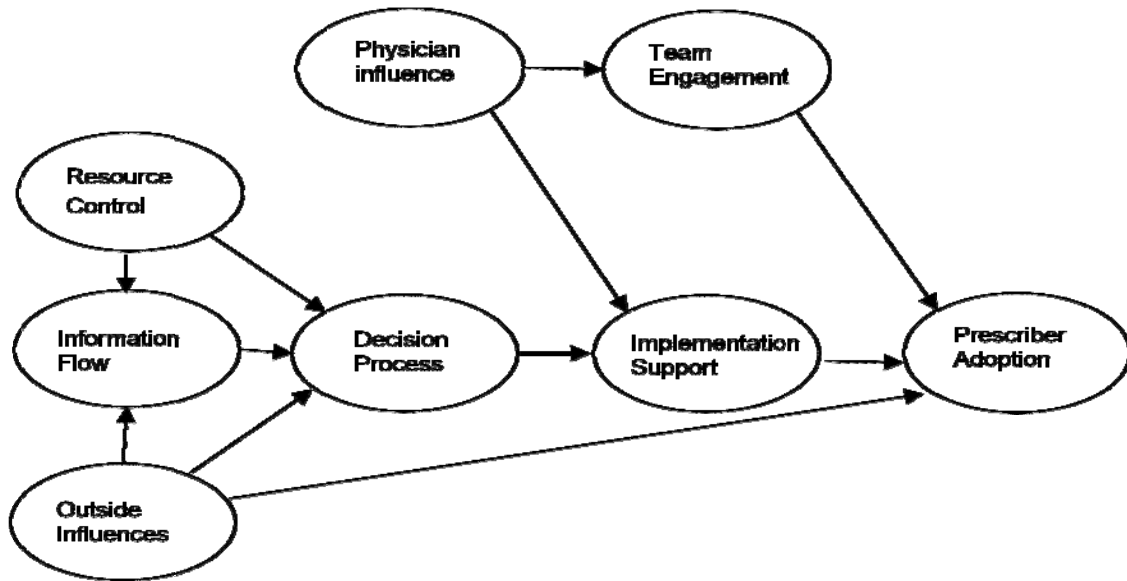 Physician
influence
Team
Engagement
Resource
Control
Information
Flow
Decision
Process
Implementation
Support
Prescriber
Adoption
Outside
Influences